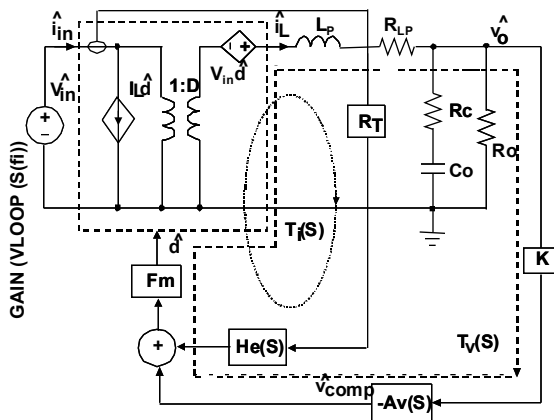 î_in
î_L
L_P
R_LP
v̂_o
V̂_in
I_L d̂
1:D
V_in d̂
+
−
-
+
R_T
Rc
Ro
Co
T_i(S)
d̂
K
Fm
+
He(S)
T_v(S)
v̂_comp
-Av(S)
GAIN (VLOOP (S(fi))